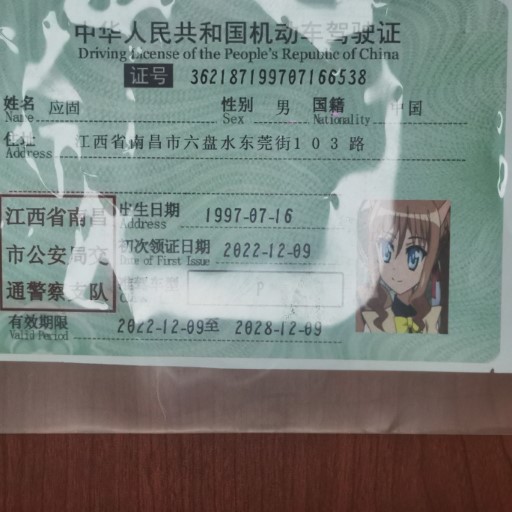 中华人民共和国机动车驾驶证
Driving License of the People's Republic of China
证号 362187199707166538
姓名 应固 性别 男 国籍 中国
Name Sex Nationality
住址 江西省南昌市六盘水东莞街103路
Address
江西省南昌
市公安局交
通警察支队
出生日期 1997-07-16
Address
初次领证日期 2022-12-09
Date of First Issue
准驾车型 P
有效期限 2022-12-09至 2028-12-09
Valid Period